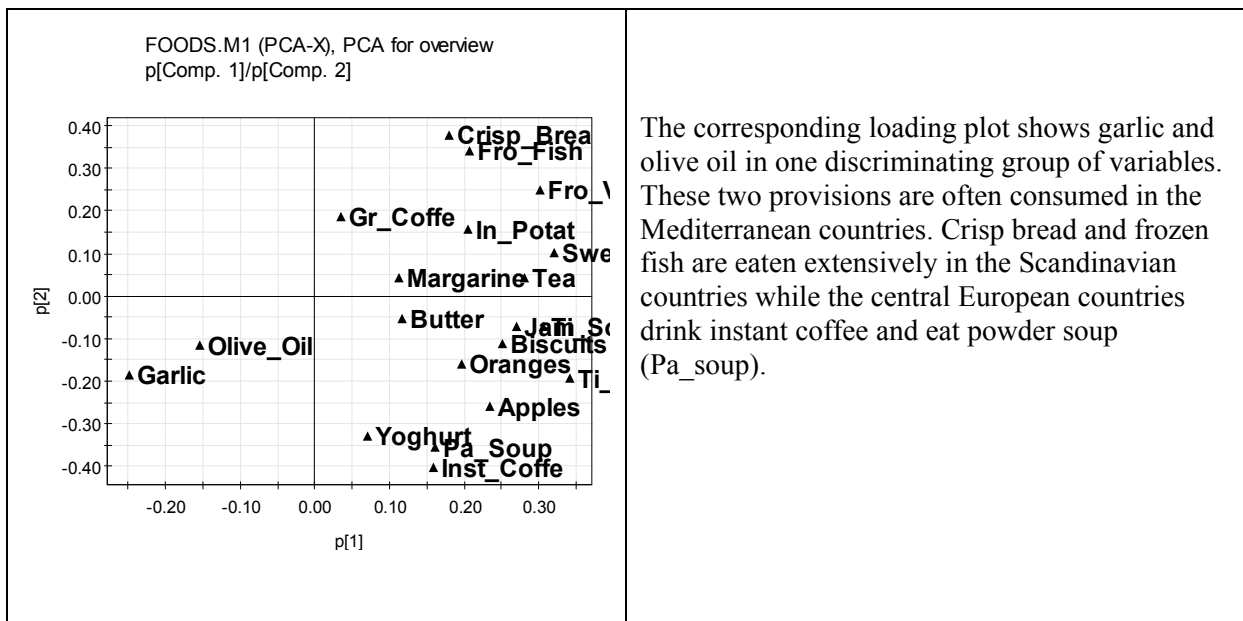 FOODS.M1 (PCA-X), PCA for overview
p[Comp. 1]/p[Comp. 2]
p[2]
0.40
0.30
0.20
0.10
0.00
-0.10
-0.20
-0.30
-0.40
Crisp_Brea
Fro_Fish
Fro_V
Gr_Coffe
In_Potat
Swe
Margarine
Tea
Butter
Jam
Ti_So
Biscuits
Olive_Oil
Oranges
Garlic
Ti_
Apples
Yoghurt
Pa_Soup
Inst_Coffe
-0.20 -0.10 0.00 0.10 0.20 0.30
p[1]
The corresponding loading plot shows garlic and
olive oil in one discriminating group of variables.
These two provisions are often consumed in the
Mediterranean countries. Crisp bread and frozen
fish are eaten extensively in the Scandinavian
countries while the central European countries
drink instant coffee and eat powder soup
(Pa_soup).